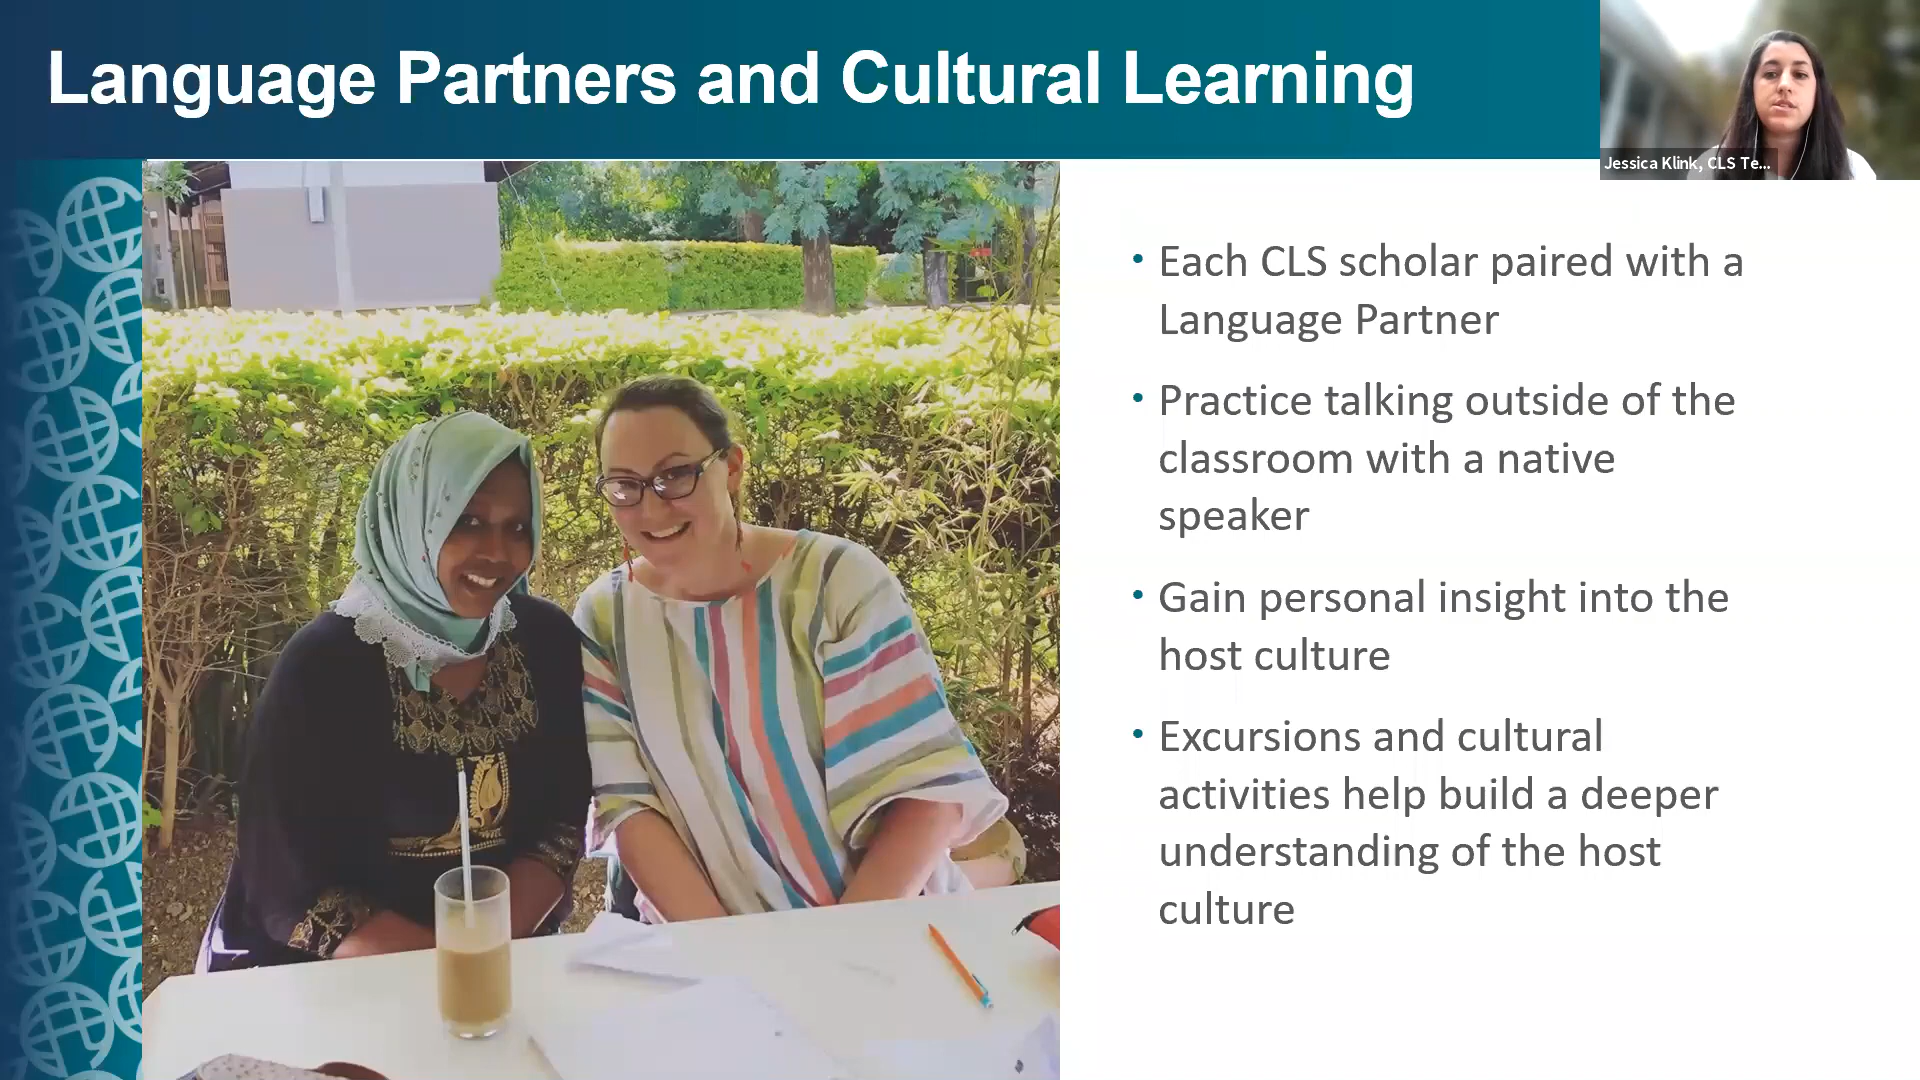 Language Partners and Cultural Learning
Jessica Klink, CLS Te...
• Each CLS scholar paired with a
Language Partner
• Practice talking outside of the
classroom with a native
speaker
• Gain personal insight into the
host culture
• Excursions and cultural
activities help build a deeper
understanding of the host
culture